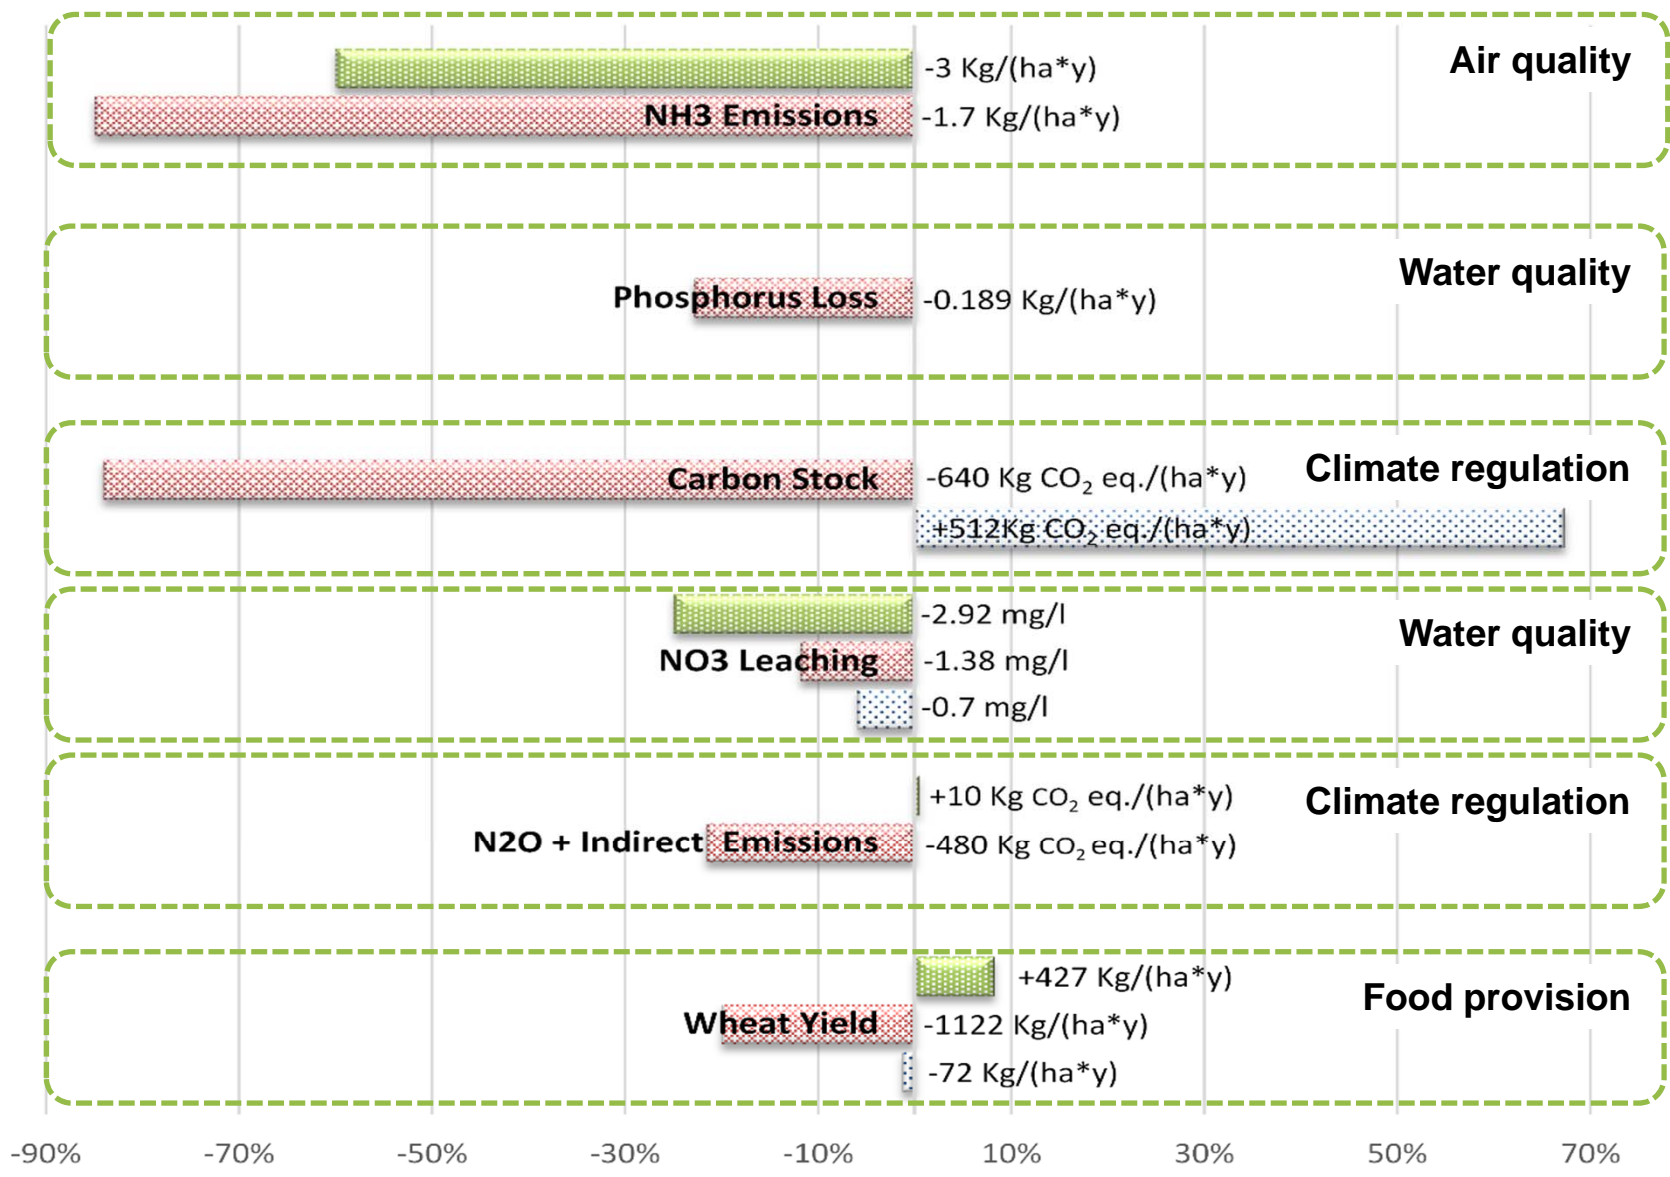 -3 Kg/(ha*y)
Air quality
NH3 Emissions
-1.7 Kg/(ha*y)
Water quality
Phosphorus Loss
-0.189 Kg/(ha*y)
Climate regulation
Carbon Stock
-640 Kg CO₂ eq./(ha*y)
+512Kg CO₂ eq./(ha*y)
-2.92 mg/l
Water quality
NO3 Leaching
-1.38 mg/l
-0.7 mg/l
+10 Kg CO₂ eq./(ha*y)
Climate regulation
N2O + Indirect Emissions
-480 Kg CO₂ eq./(ha*y)
+427 Kg/(ha*y)
Food provision
Wheat Yield
-1122 Kg/(ha*y)
-72 Kg/(ha*y)
-90% -70% -50% -30% -10% 10% 30% 50% 70%